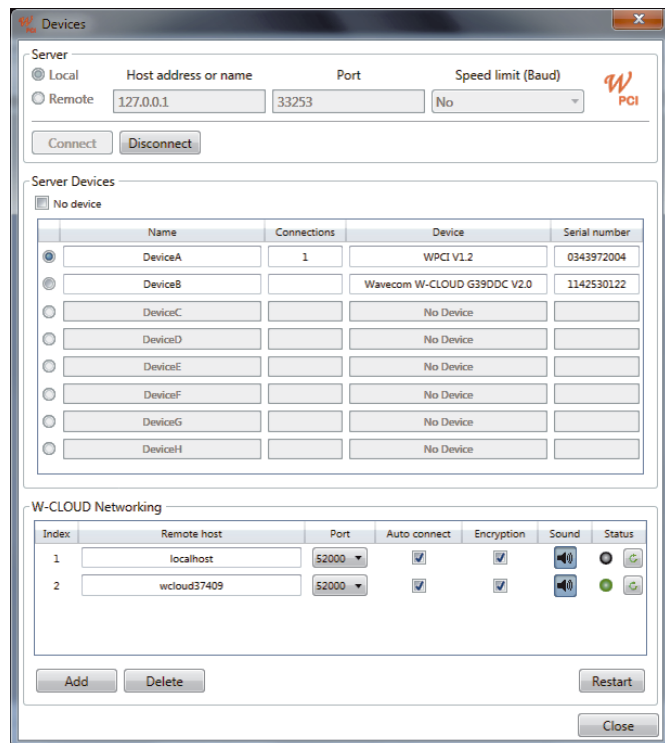 W PCI Devices
Server
Local Host address or name Port Speed limit (Baud)
Remote 127.0.0.1 33253 No
W PCI
Connect Disconnect
Server Devices
No device
Name Connections Device Serial number
DeviceA 1 WPCI V1.2 0343972004
DeviceB Wavecom W-CLOUD G39DDC V2.0 1142530122
DeviceC No Device
DeviceD No Device
DeviceE No Device
DeviceF No Device
DeviceG No Device
DeviceH No Device
W-CLOUD Networking
Index Remote host Port Auto connect Encryption Sound Status
1 localhost 52000
2 wcloud37409 52000
Add Delete Restart
Close